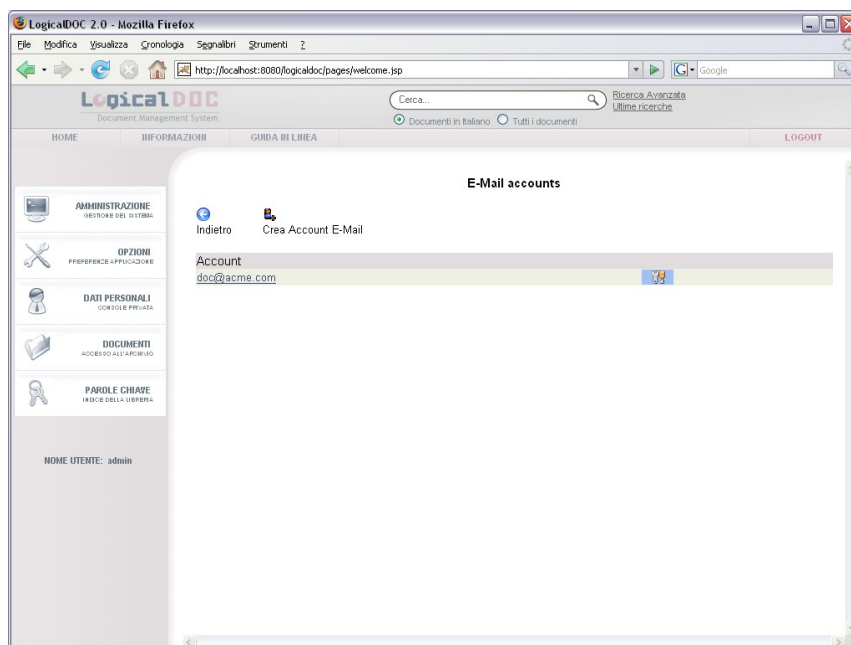 LogicalDOC 2.0 - Mozilla Firefox
File Modifica Visualizza Cronologia Segnalibri Strumenti ?
http://localhost:8080/logicaldoc/pages/welcome.jsp
Google
LogicalDOC
Document Management System
Cerca...
Ricerca Avanzata
Ultime ricerche
Documenti in Italiano Tutti i documenti
HOME INFORMAZIONI GUIDA IN LINEA LOGOUT
E-Mail accounts
AMMINISTRAZIONE
GESTIONE DEL SISTEMA
Indietro Crea Account E-Mail
OPZIONI
PREFERENZE APPLICAZIONE
Account
doc@acme.com
DATI PERSONALI
CONSOLE PRIVATA
DOCUMENTI
ACCESSO ALL'ARCHIVIO
PAROLE CHIAVE
INDICE DELLA LIBRERIA
NOME UTENTE: admin